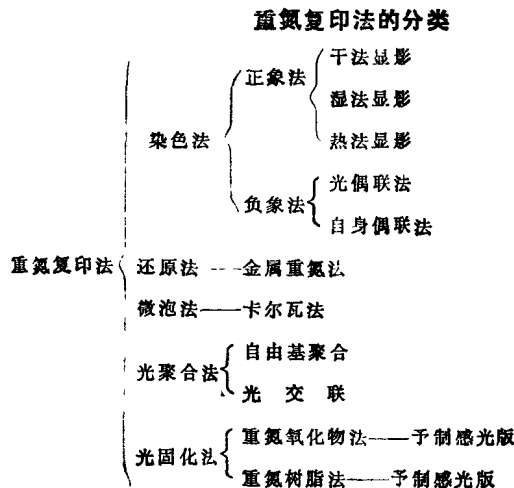 重氮复印法的分类
干法显影
正象法
湿法显影
染色法
热法显影
光偶联法
负象法
自身偶联法
重氮复印法
还原法 --- 金属重氮法
微泡法——卡尔瓦法
自由基聚合
光聚合法
光 交 联
重氮氧化物法——予制感光版
光固化法
重氮树脂法——予制感光版